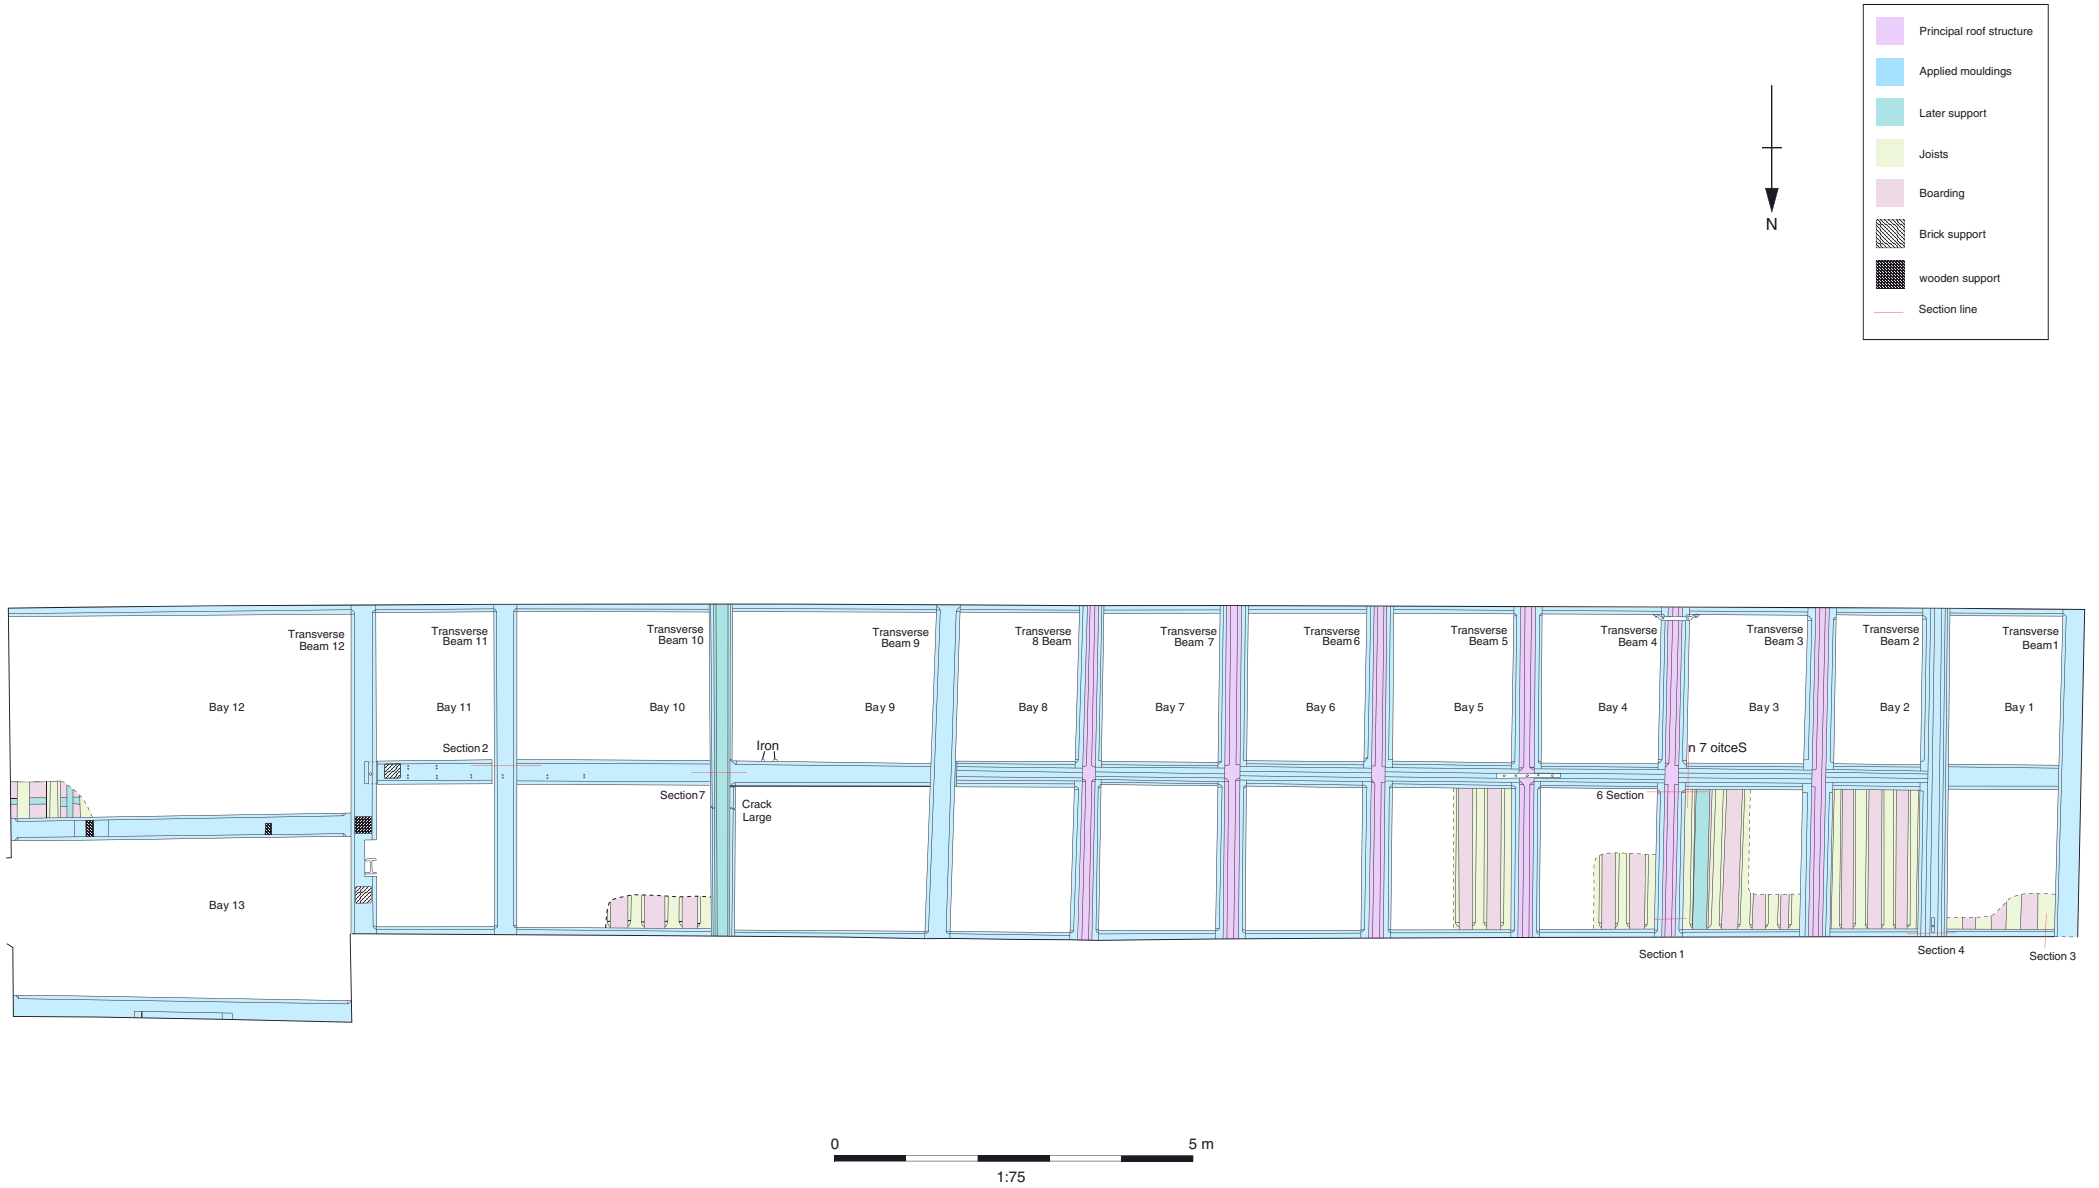 Principal roof structure
Applied mouldings
Later support
Joists
Boarding
Brick support
wooden support
Section line
N
Transverse
Beam 12
Transverse
Beam 11
Transverse
Beam 10
Transverse
Beam 9
Transverse
8 Beam
Transverse
Beam 7
Transverse
Beam 6
Transverse
Beam 5
Transverse
Beam 4
Transverse
Beam 3
Transverse
Beam 2
Transverse
Beam1
Bay 12
Bay 11
Bay 10
Bay 9
Bay 8
Bay 7
Bay 6
Bay 5
Bay 4
Bay 3
Bay 2
Bay 1
Section 2
Iron
n 7 oitceS
Section 7
Crack
Large
6 Section
Bay 13
Section 1
Section 4
Section 3
0 5 m
1:75